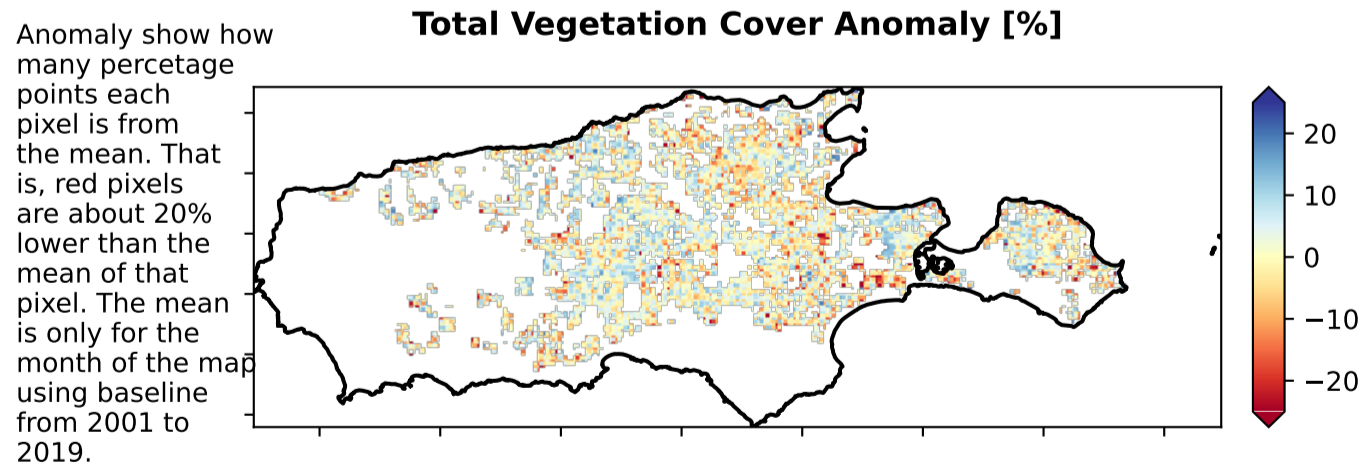 Total Vegetation Cover Anomaly [%]
Anomaly show how
many percetage
points each
pixel is from
the mean. That
is, red pixels
are about 20%
lower than the
mean of that
pixel. The mean
is only for the
month of the map
using baseline
from 2001 to
2019.
20
10
0
−10
−20